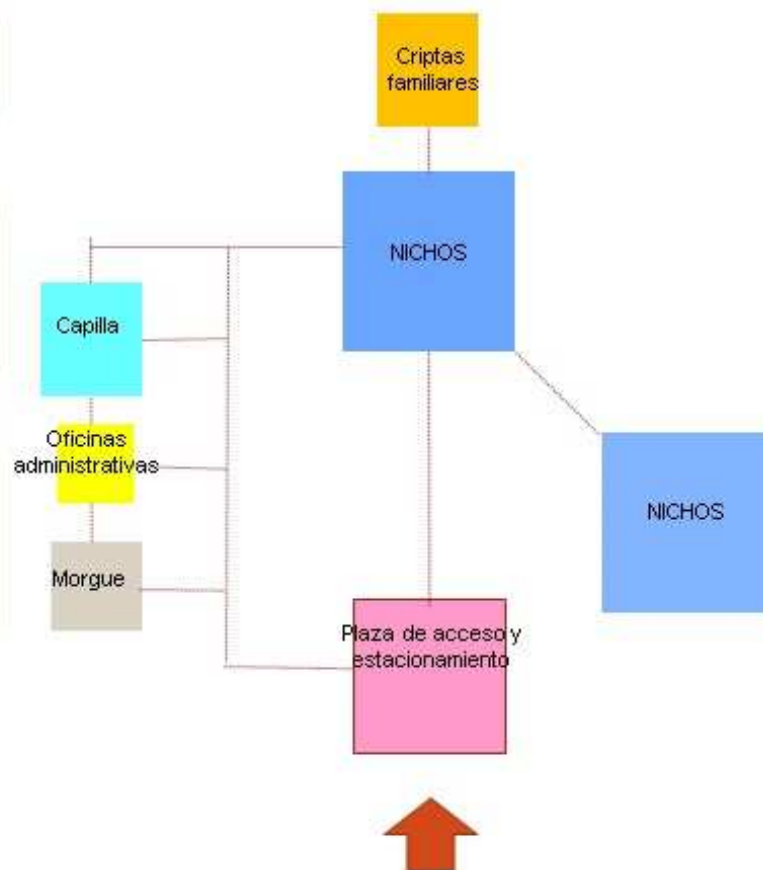 Criptas
familiares
NICHOS
Capilla
Oficinas
administrativas
NICHOS
Morgue
Plaza de acceso y
estacionamiento